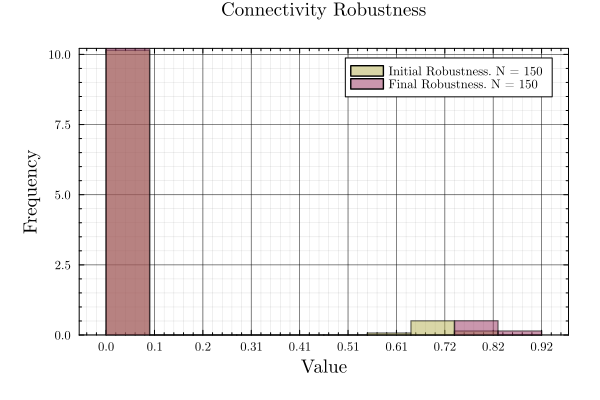 Connectivity Robustness
Initial Robustness. N = 150
Final Robustness. N = 150
Frequency
10.0
7.5
5.0
2.5
0.0
0.0 0.1 0.2 0.31 0.41 0.51 0.61 0.72 0.82 0.92
Value